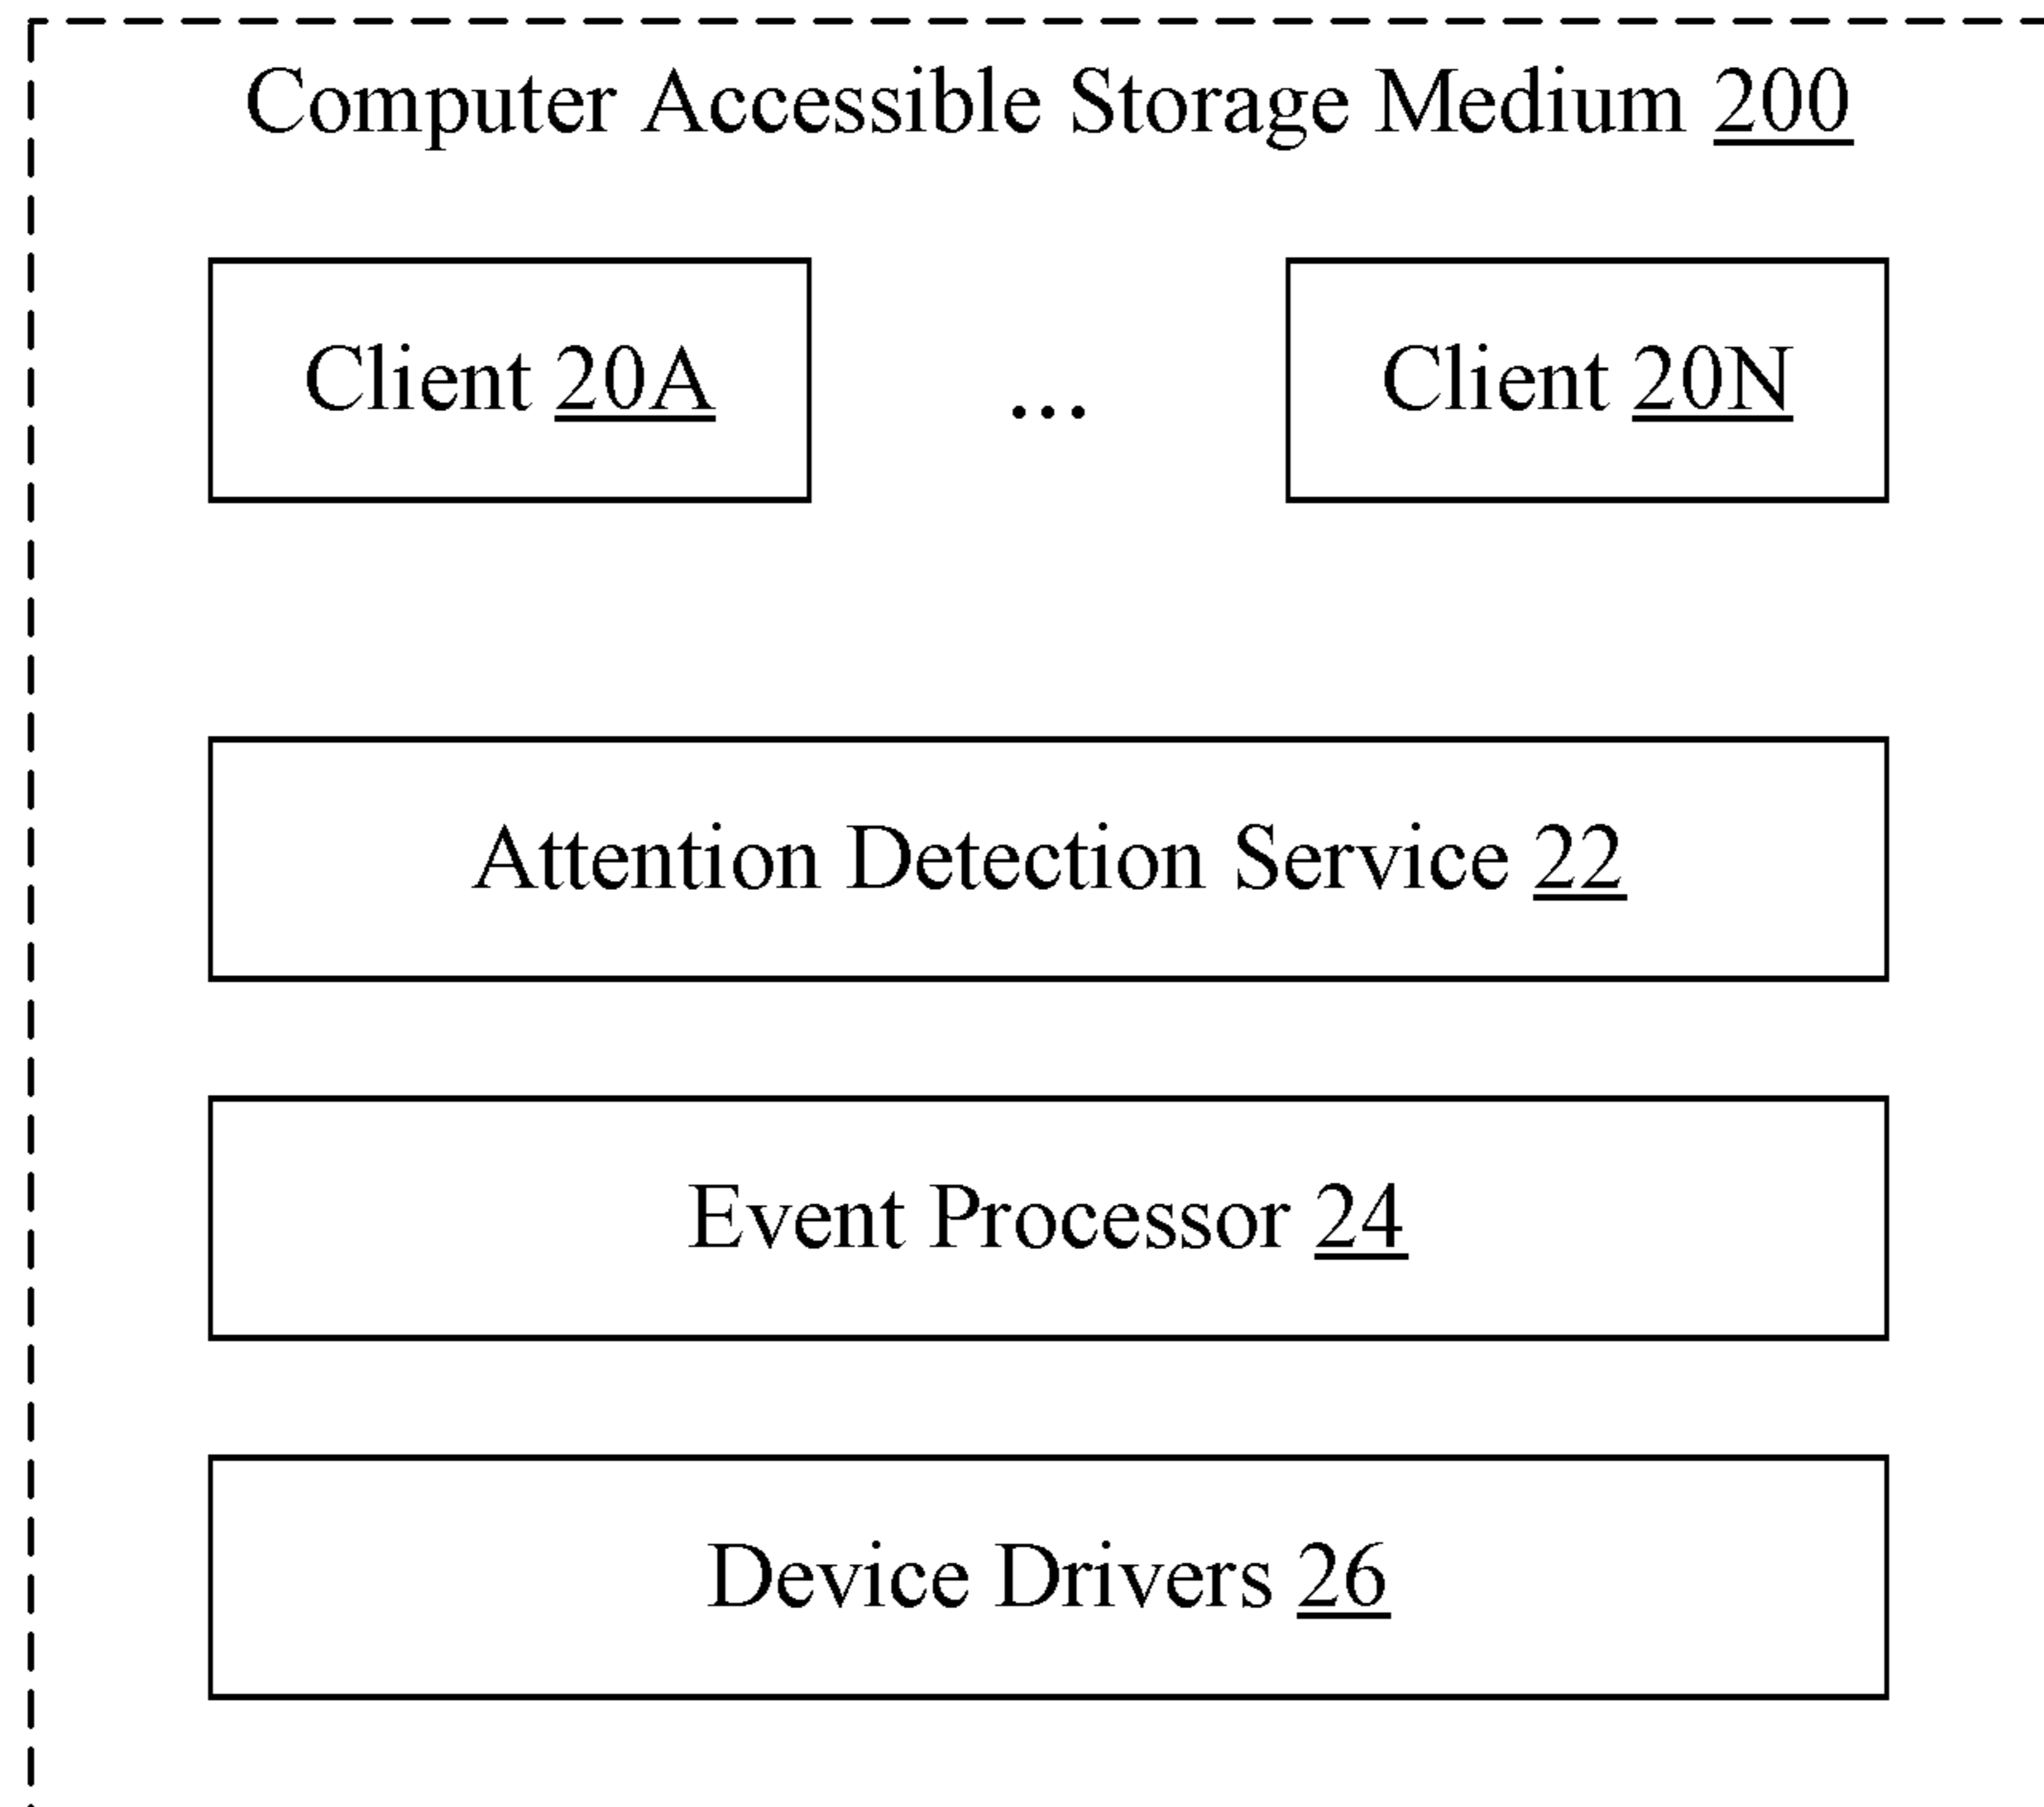 Computer Accessible Storage Medium 200
Client 20A ... Client 20N
Attention Detection Service 22
Event Processor 24
Device Drivers 26